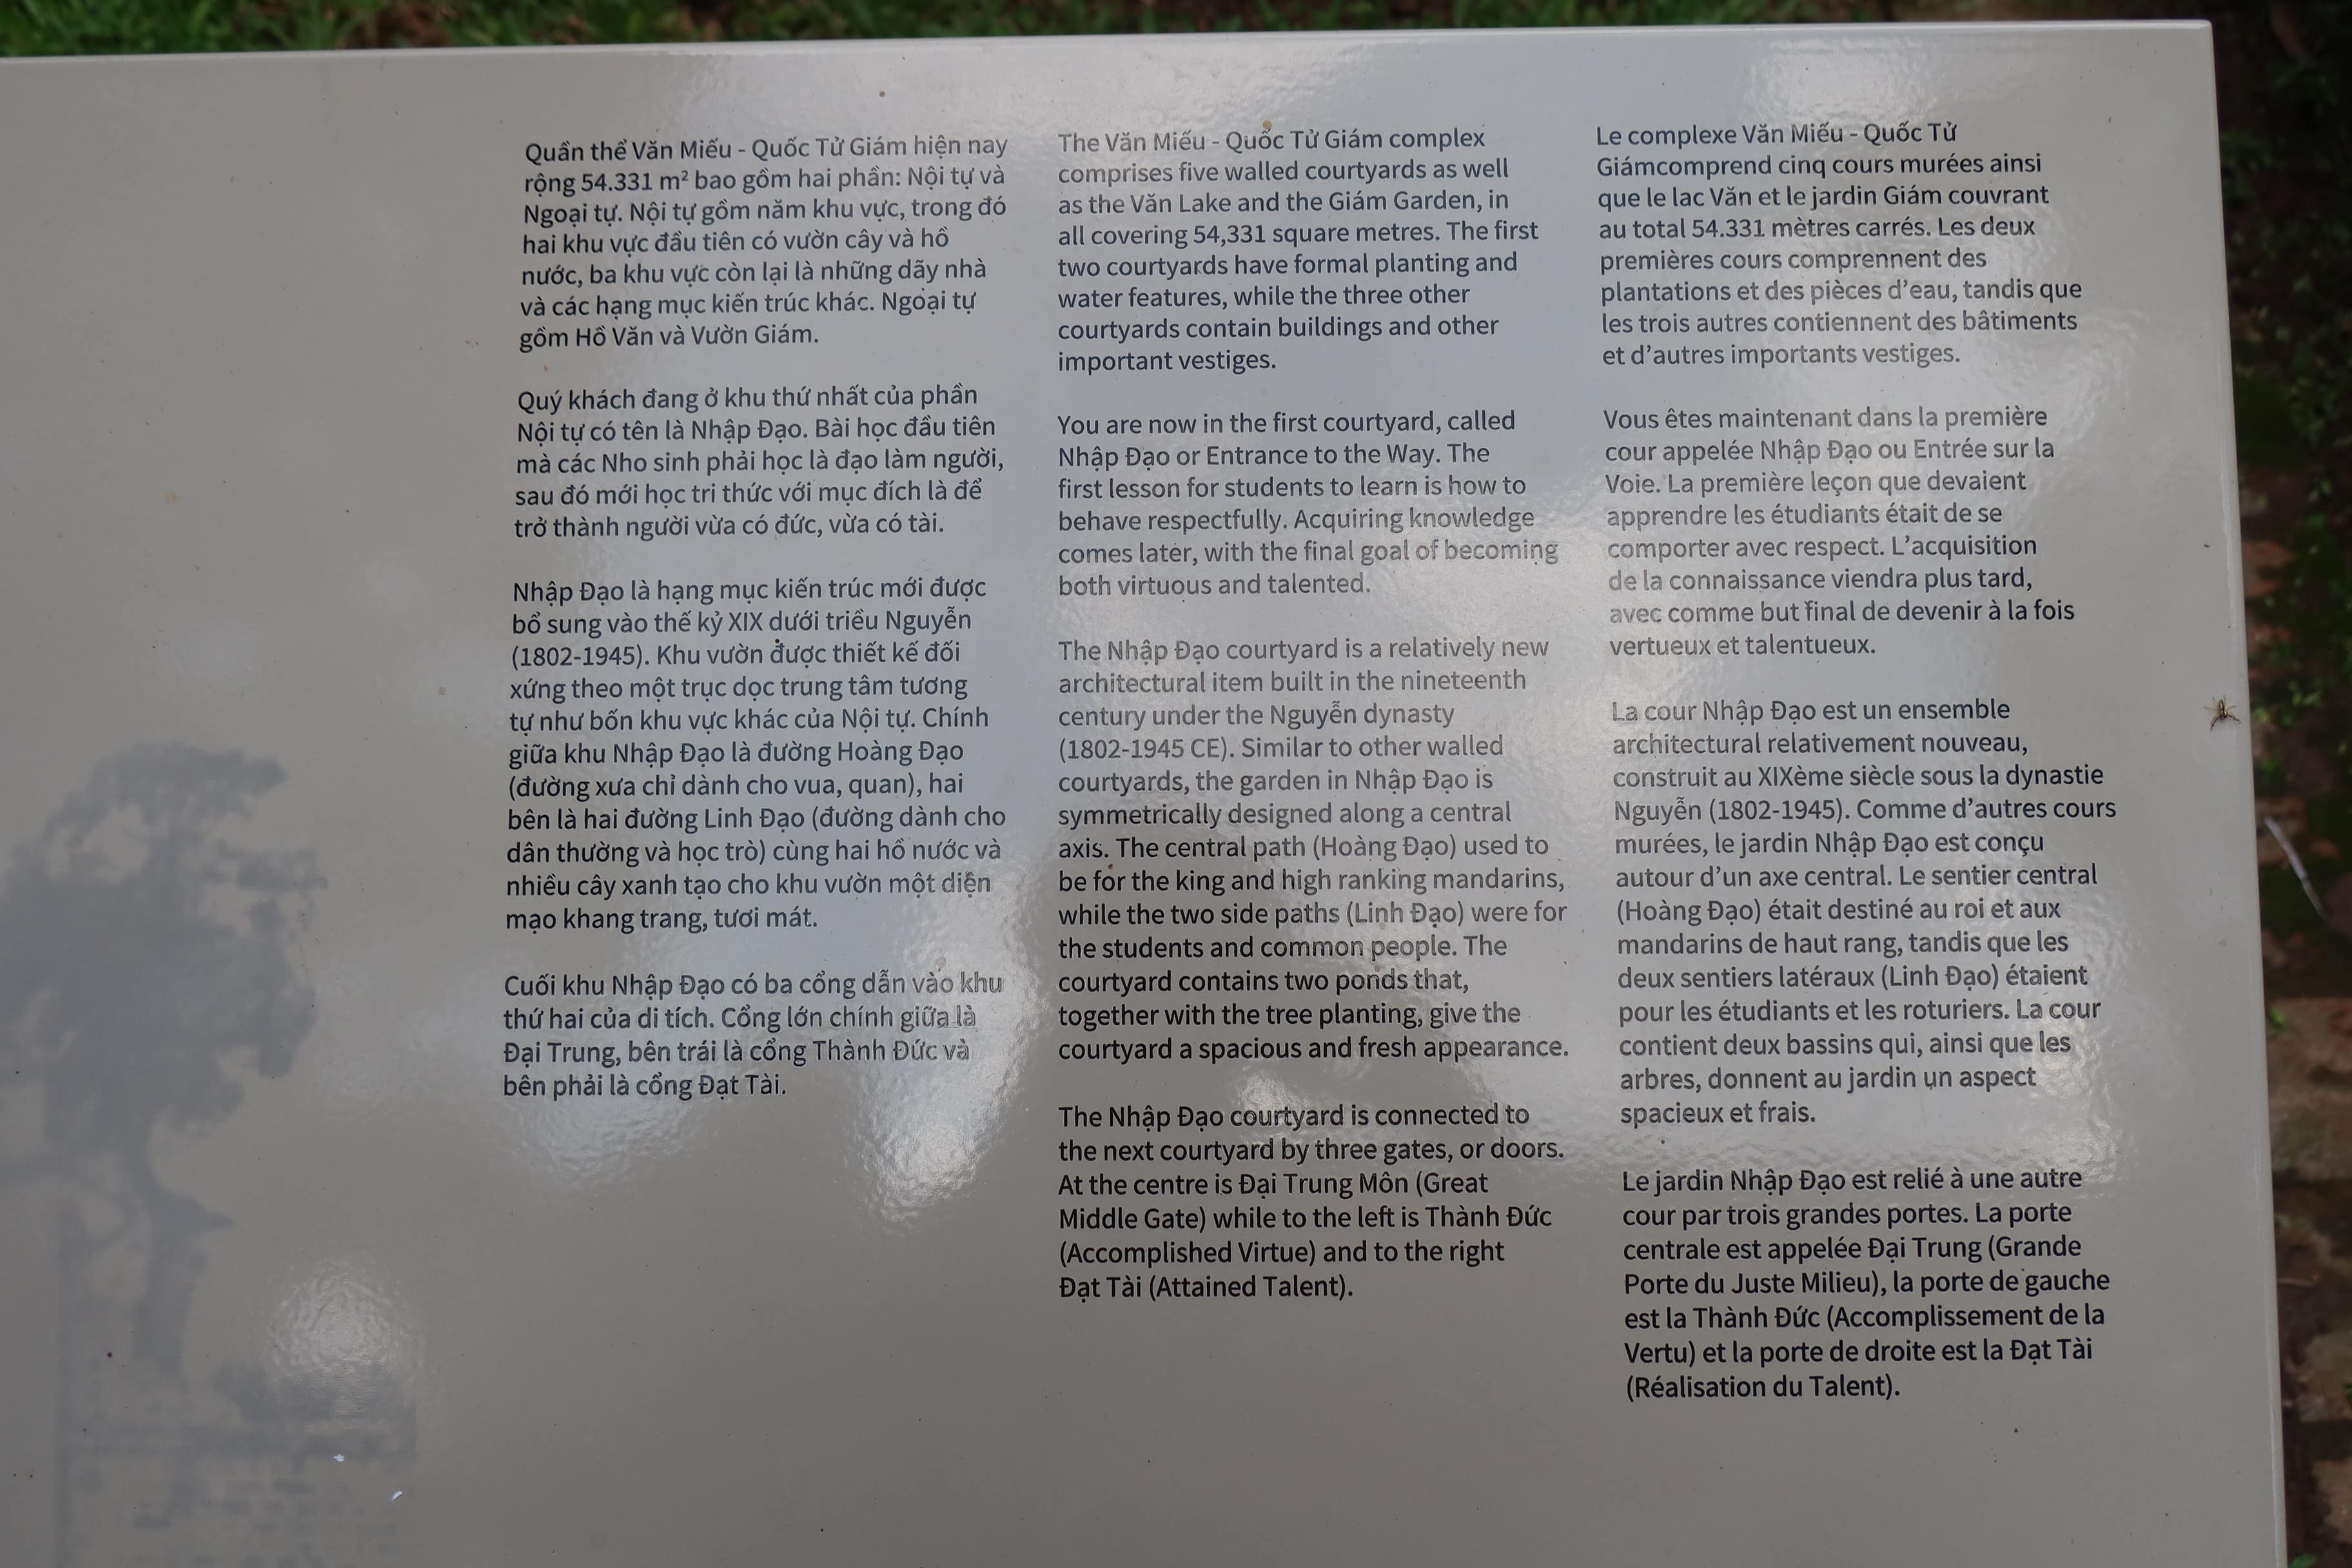 Quần thể Văn Miếu - Quốc Tử Giám hiện nay
rộng 54.331 m² bao gồm hai phần: Nội tự và
Ngoại tự. Nội tự gồm năm khu vực, trong đó
hai khu vực đầu tiên có vườn cây và hồ
nước, ba khu vực còn lại là những dãy nhà
và các hạng mục kiến trúc khác. Ngoại tự
gồm Hồ Văn và Vườn Giám.
Quý khách đang ở khu thứ nhất của phần
Nội tự có tên là Nhập Đạo. Bài học đầu tiên
mà các Nho sinh phải học là đạo làm người,
sau đó mới học tri thức với mục đích là để
trở thành người vừa có đức, vừa có tài.
Nhập Đạo là hạng mục kiến trúc mới được
bổ sung vào thế kỷ XIX dưới triều Nguyễn
(1802-1945). Khu vườn được thiết kế đối
xứng theo một trục dọc trung tâm tương
tự như bốn khu vực khác của Nội tự. Chính
giữa khu Nhập Đạo là đường Hoàng Đạo
(đường xưa chỉ dành cho vua, quan), hai
bên là hai đường Linh Đạo (đường dành cho
dân thường và học trò) cùng hai hồ nước và
nhiều cây xanh tạo cho khu vườn một diện
mạo khang trang, tươi mát.
Cuối khu Nhập Đạo có ba cổng dẫn vào khu
thứ hai của di tích. Cổng lớn chính giữa là
Đại Trung, bên trái là cổng Thành Đức và
bên phải là cổng Đạt Tài.
The Văn Miếu - Quốc Tử Giám complex
comprises five walled courtyards as well
as the Văn Lake and the Giám Garden, in
all covering 54,331 square metres. The first
two courtyards have formal planting and
water features, while the three other
courtyards contain buildings and other
important vestiges.
You are now in the first courtyard, called
Nhập Đạo or Entrance to the Way. The
first lesson for students to learn is how to
behave respectfully. Acquiring knowledge
comes later, with the final goal of becoming
both virtuous and talented.
The Nhập Đạo courtyard is a relatively new
architectural item built in the nineteenth
century under the Nguyễn dynasty
(1802-1945 CE). Similar to other walled
courtyards, the garden in Nhập Đạo is
symmetrically designed along a central
axis. The central path (Hoàng Đạo) used to
be for the king and high ranking mandarins,
while the two side paths (Linh Đạo) were for
the students and common people. The
courtyard contains two ponds that,
together with the tree planting, give the
courtyard a spacious and fresh appearance.
The Nhập Đạo courtyard is connected to
the next courtyard by three gates, or doors.
At the centre is Đại Trung Môn (Great
Middle Gate) while to the left is Thành Đức
(Accomplished Virtue) and to the right
Đạt Tài (Attained Talent).
Le complexe Văn Miếu - Quốc Tử
Giámcomprend cinq cours murées ainsi
que le lac Văn et le jardin Giám couvrant
au total 54.331 mètres carrés. Les deux
premières cours comprennent des
plantations et des pièces d'eau, tandis que
les trois autres contiennent des bâtiments
et d'autres importants vestiges.
Vous êtes maintenant dans la première
cour appelée Nhập Đạo ou Entrée sur la
Voie. La première leçon que devaient
apprendre les étudiants était de se
comporter avec respect. L'acquisition
de la connaissance viendra plus tard,
avec comme but final de devenir à la fois
vertueux et talentueux.
La cour Nhập Đạo est un ensemble
architectural relativement nouveau,
construit au XIXème siècle sous la dynastie
Nguyễn (1802-1945). Comme d'autres cours
murées, le jardin Nhập Đạo est conçu
autour d'un axe central. Le sentier central
(Hoàng Đạo) était destiné au roi et aux
mandarins de haut rang, tandis que les
deux sentiers latéraux (Linh Đạo) étaient
pour les étudiants et les roturiers. La cour
contient deux bassins qui, ainsi que les
arbres, donnent au jardin un aspect
spacieux et frais.
Le jardin Nhập Đạo est relié à une autre
cour par trois grandes portes. La porte
centrale est appelée Đại Trung (Grande
Porte du Juste Milieu), la porte de gauche
est la Thành Đức (Accomplissement de la
Vertu) et la porte de droite est la Đạt Tài
(Réalisation du Talent).